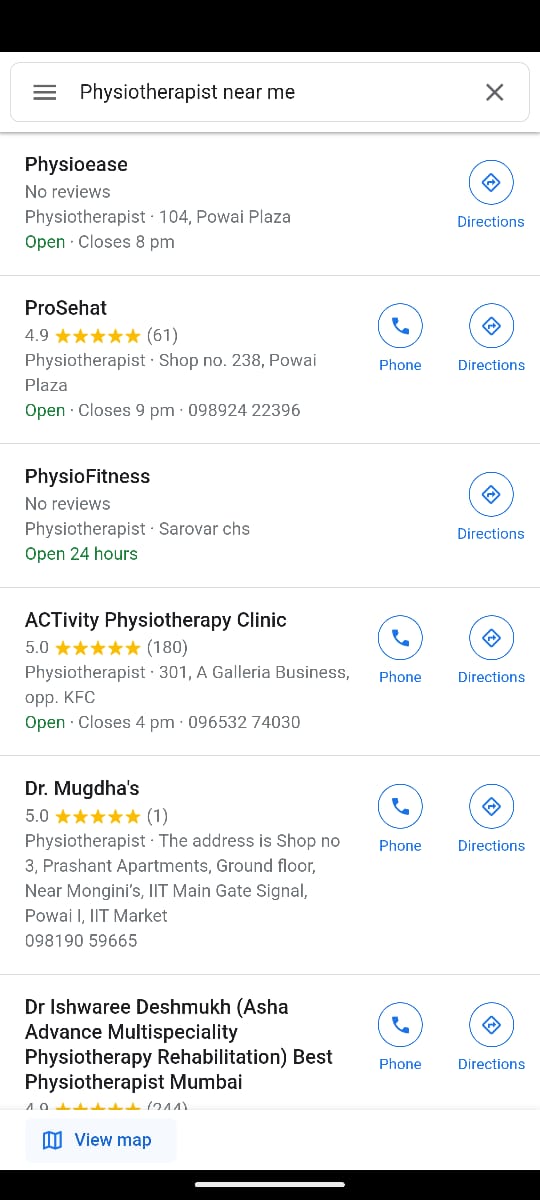 Physiotherapist near me
Physioease
No reviews
Physiotherapist · 104, Powai Plaza
Open · Closes 8 pm
Directions
ProSehat
4.9 ★★★★★ (61)
Physiotherapist · Shop no. 238, Powai
Plaza
Open · Closes 9 pm · 098924 22396
Phone
Directions
PhysioFitness
No reviews
Physiotherapist · Sarovar chs
Open 24 hours
Directions
ACTivity Physiotherapy Clinic
5.0 ★★★★★ (180)
Physiotherapist · 301, A Galleria Business,
opp. KFC
Open · Closes 4 pm · 096532 74030
Phone
Directions
Dr. Mugdha's
5.0 ★★★★★ (1)
Physiotherapist · The address is Shop no
3, Prashant Apartments, Ground floor,
Near Mongini’s, IIT Main Gate Signal,
Powai I, IIT Market
098190 59665
Phone
Directions
Dr Ishwaree Deshmukh (Asha
Advance Multispeciality
Physiotherapy Rehabilitation) Best
Physiotherapist Mumbai
4.9 ★★★★★ (244)
Phone
Directions
View map